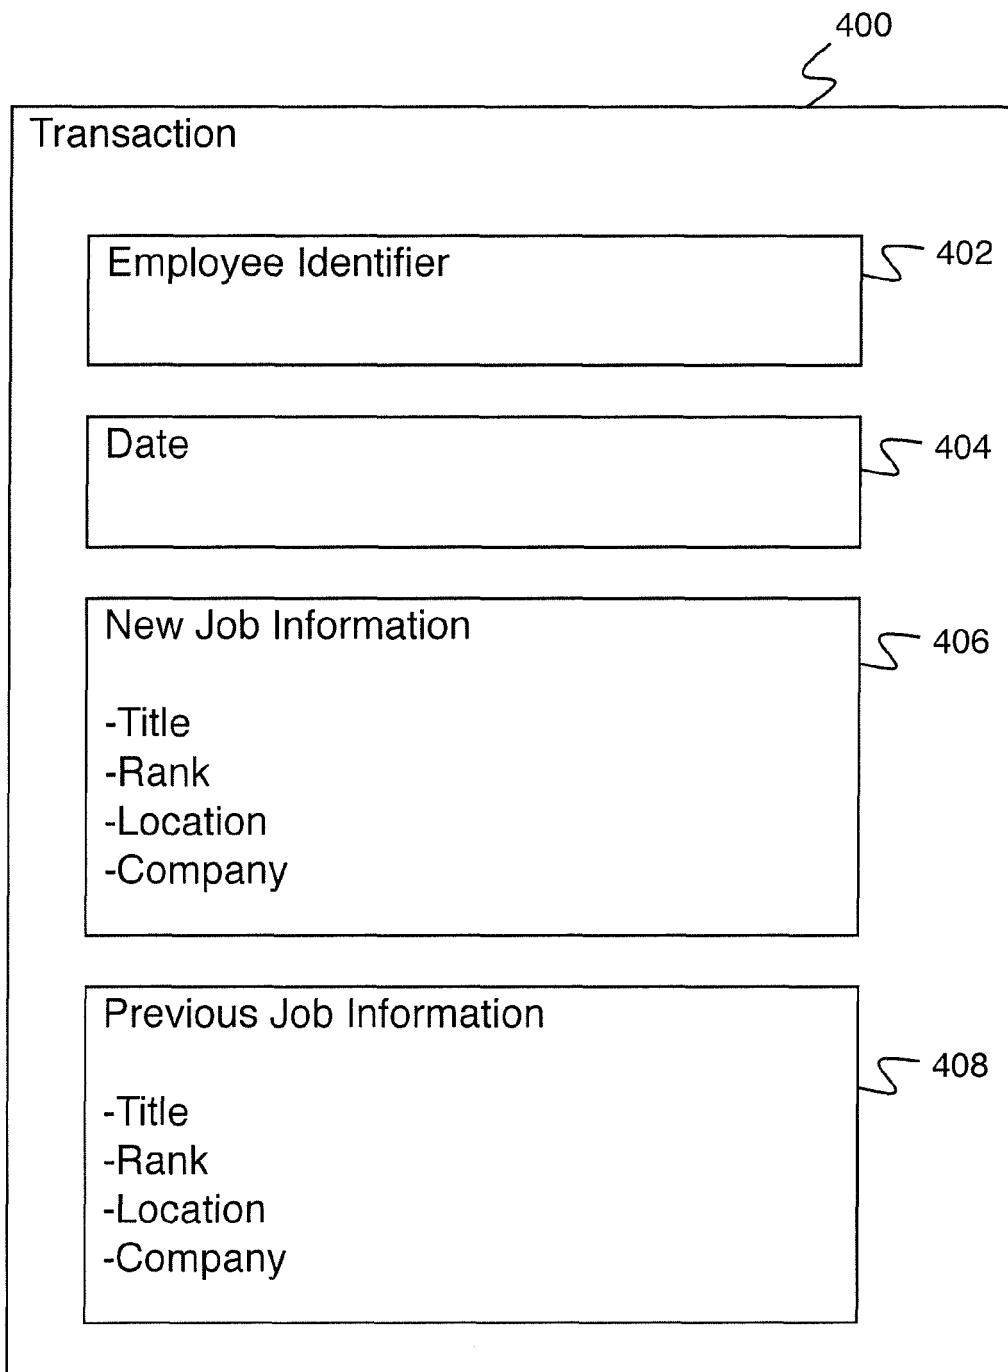 400
Transaction
Employee Identifier
402
Date
404
New Job Information
406
-Title
-Rank
-Location
-Company
Previous Job Information
408
-Title
-Rank
-Location
-Company